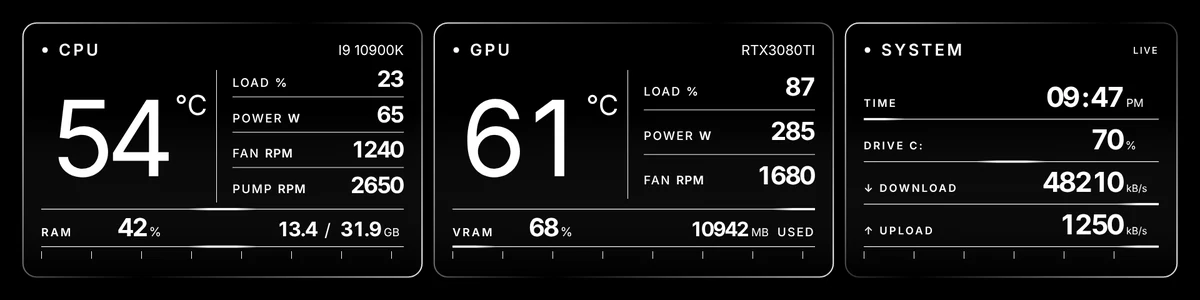 • CPU I9 10900K
54 °C
LOAD % 23
POWER W 65
FAN RPM 1240
PUMP RPM 2650
RAM 42 % 13.4 / 31.9 GB
• GPU RTX3080TI
61 °C
LOAD % 87
POWER W 285
FAN RPM 1680
VRAM 68 % 10942 MB USED
• SYSTEM LIVE
TIME 09:47 PM
DRIVE C: 70 %
↓ DOWNLOAD 48210 kB/s
↑ UPLOAD 1250 kB/s